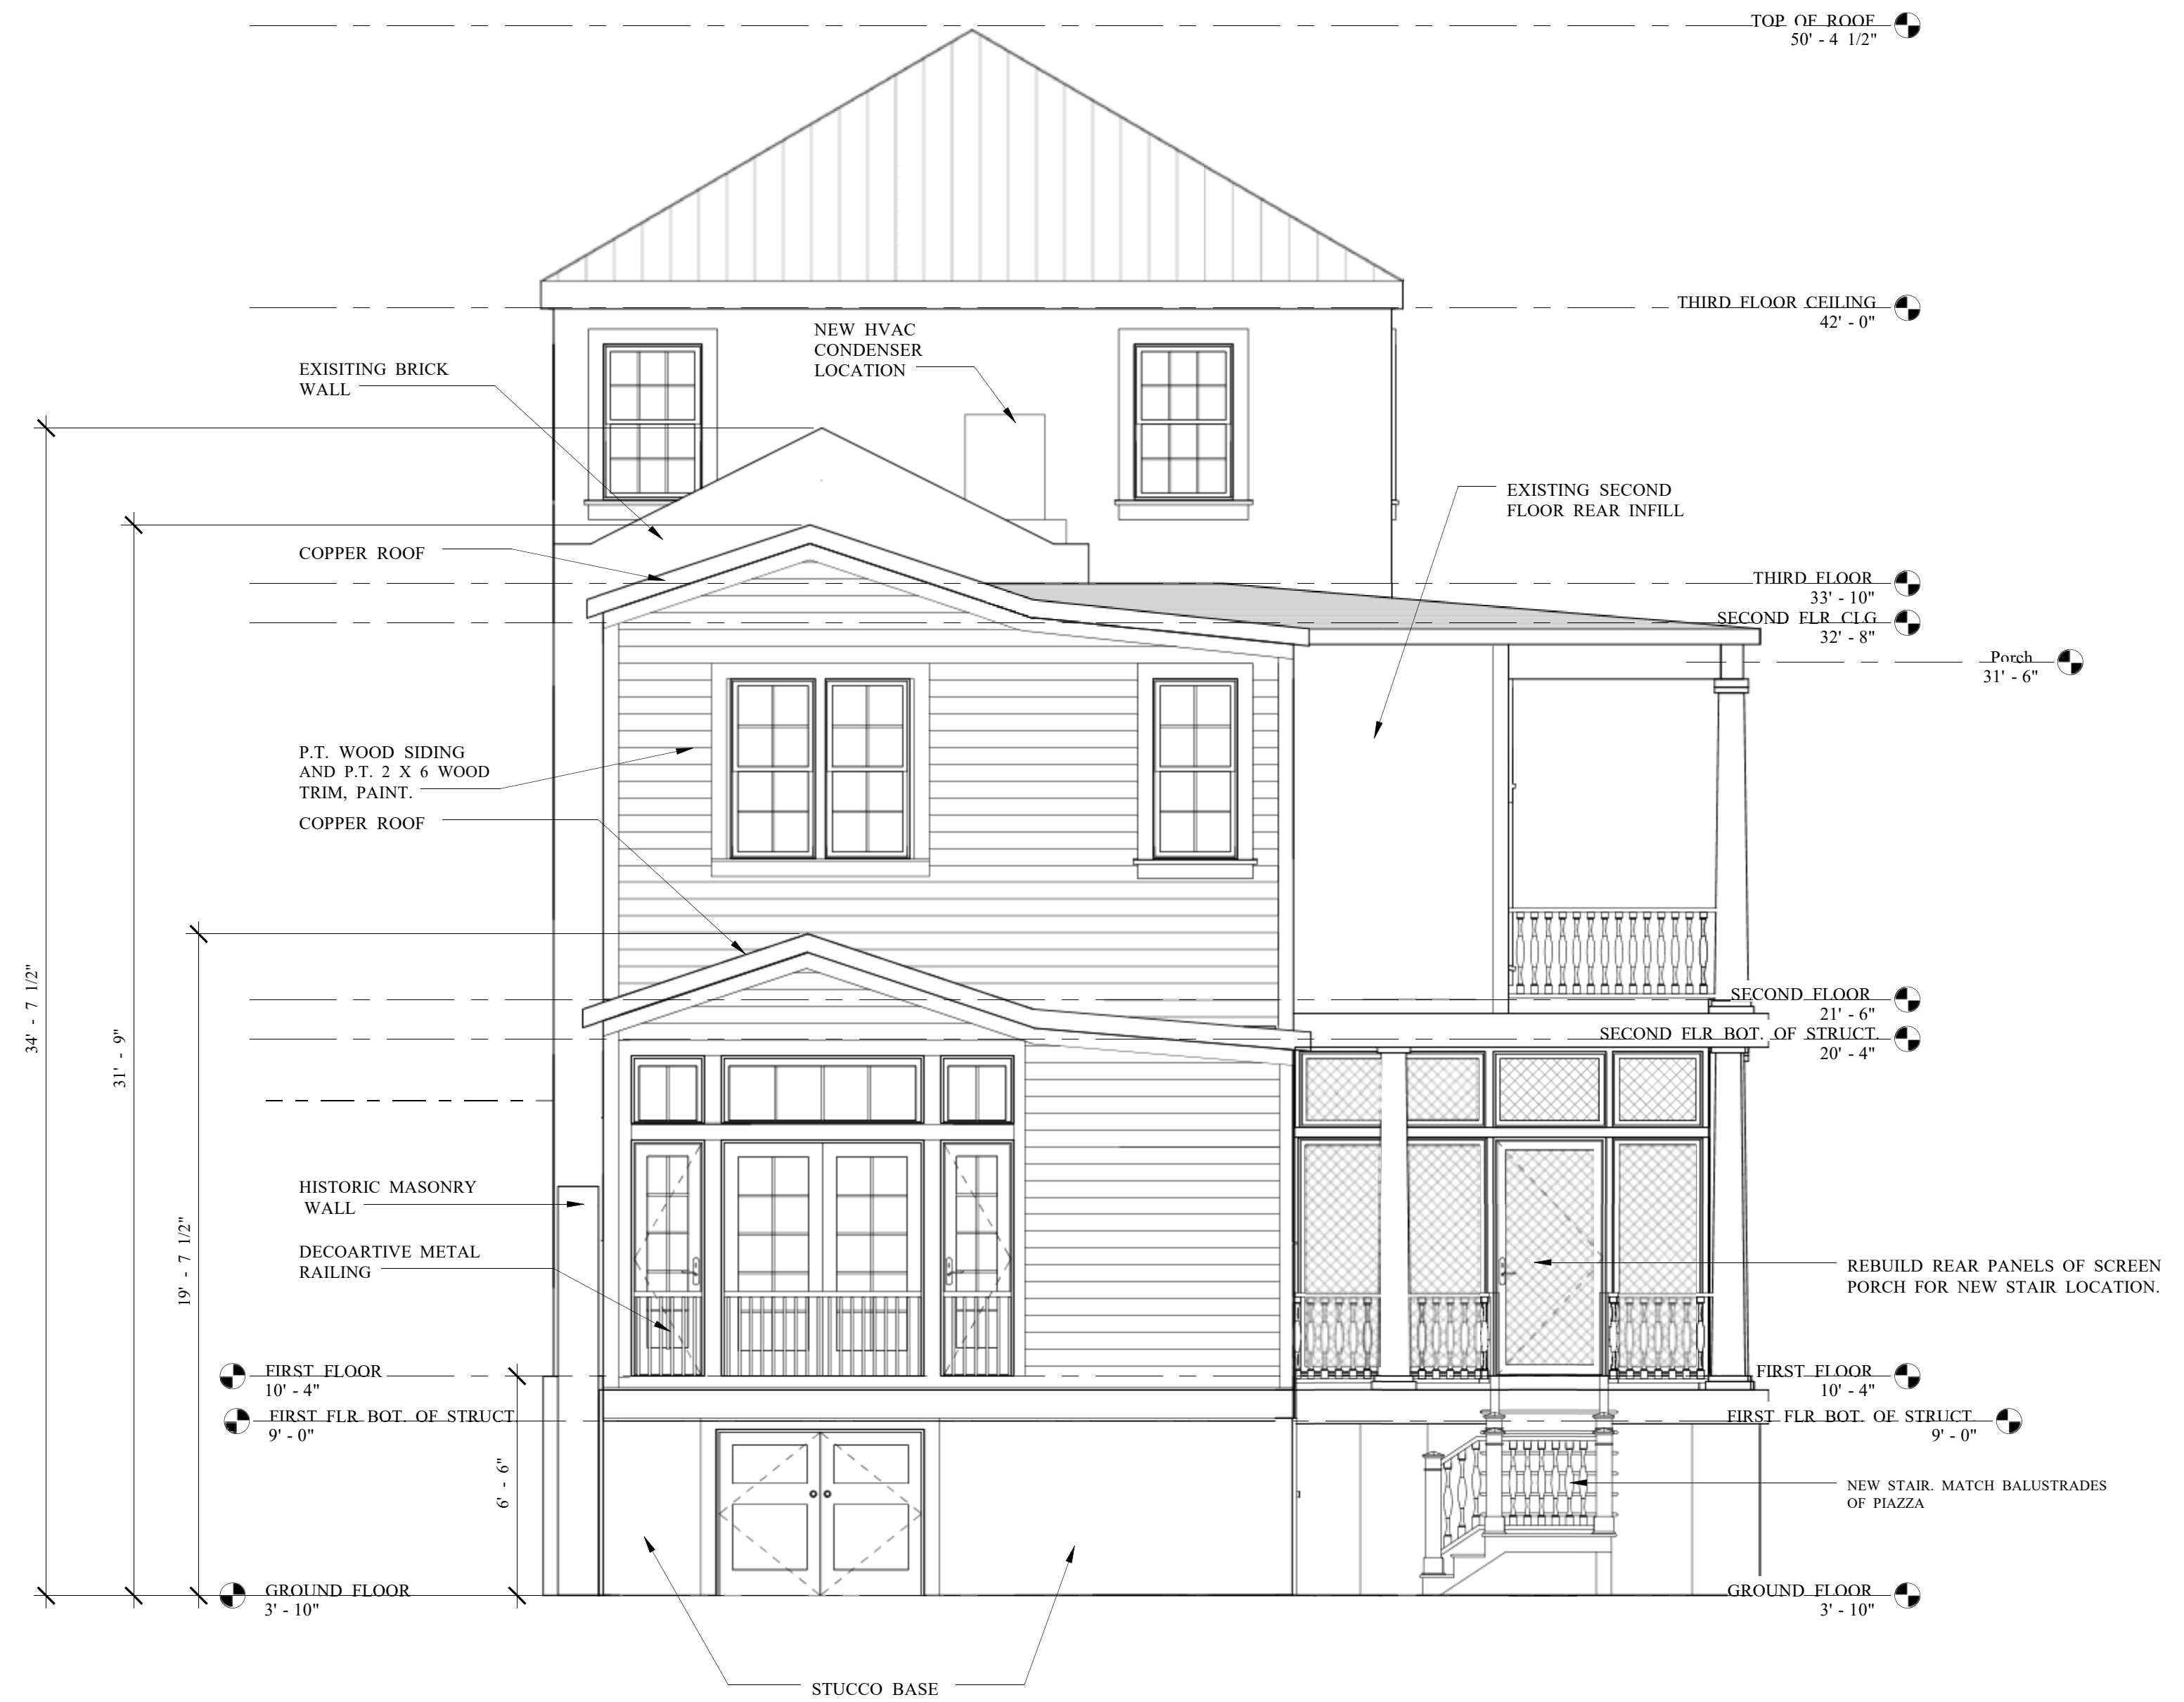 TOP OF ROOF
50' - 4 1/2"
THIRD FLOOR CEILING
42' - 0"
NEW HVAC
CONDENSER
LOCATION
EXISITING BRICK
WALL
EXISTING SECOND
FLOOR REAR INFILL
COPPER ROOF
THIRD FLOOR
33' - 10"
SECOND FLR CLG
32' - 8"
Porch
31' - 6"
P.T. WOOD SIDING
AND P.T. 2 X 6 WOOD
TRIM, PAINT.
COPPER ROOF
34' - 7 1/2"
31' - 9"
19' - 7 1/2"
SECOND FLOOR
21' - 6"
SECOND FLR BOT. OF STRUCT.
20' - 4"
HISTORIC MASONRY
WALL
DECOARTIVE METAL
RAILING
REBUILD REAR PANELS OF SCREEN
PORCH FOR NEW STAIR LOCATION.
FIRST FLOOR
10' - 4"
FIRST FLOOR
10' - 4"
FIRST FLR BOT. OF STRUCT.
9' - 0"
FIRST FLR BOT. OF STRUCT.
9' - 0"
6' - 6"
NEW STAIR. MATCH BALUSTRADES
OF PIAZZA
GROUND FLOOR
3' - 10"
GROUND FLOOR
3' - 10"
STUCCO BASE